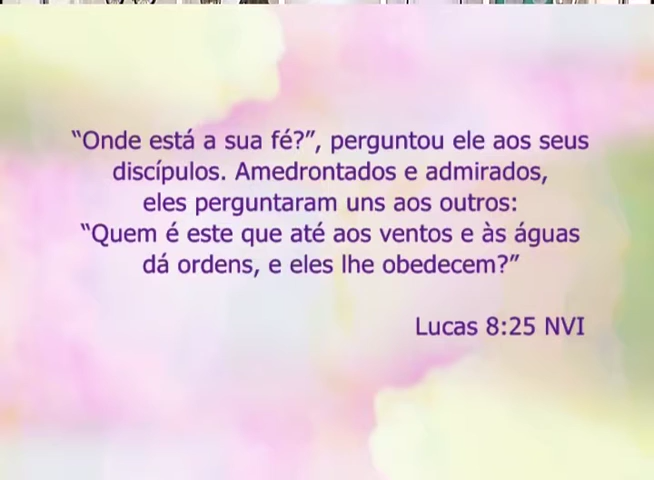 “Onde está a sua fé?”, perguntou ele aos seus
discípulos. Amedrontados e admirados,
eles perguntaram uns aos outros:
“Quem é este que até aos ventos e às águas
dá ordens, e eles lhe obedecem?”
Lucas 8:25 NVI